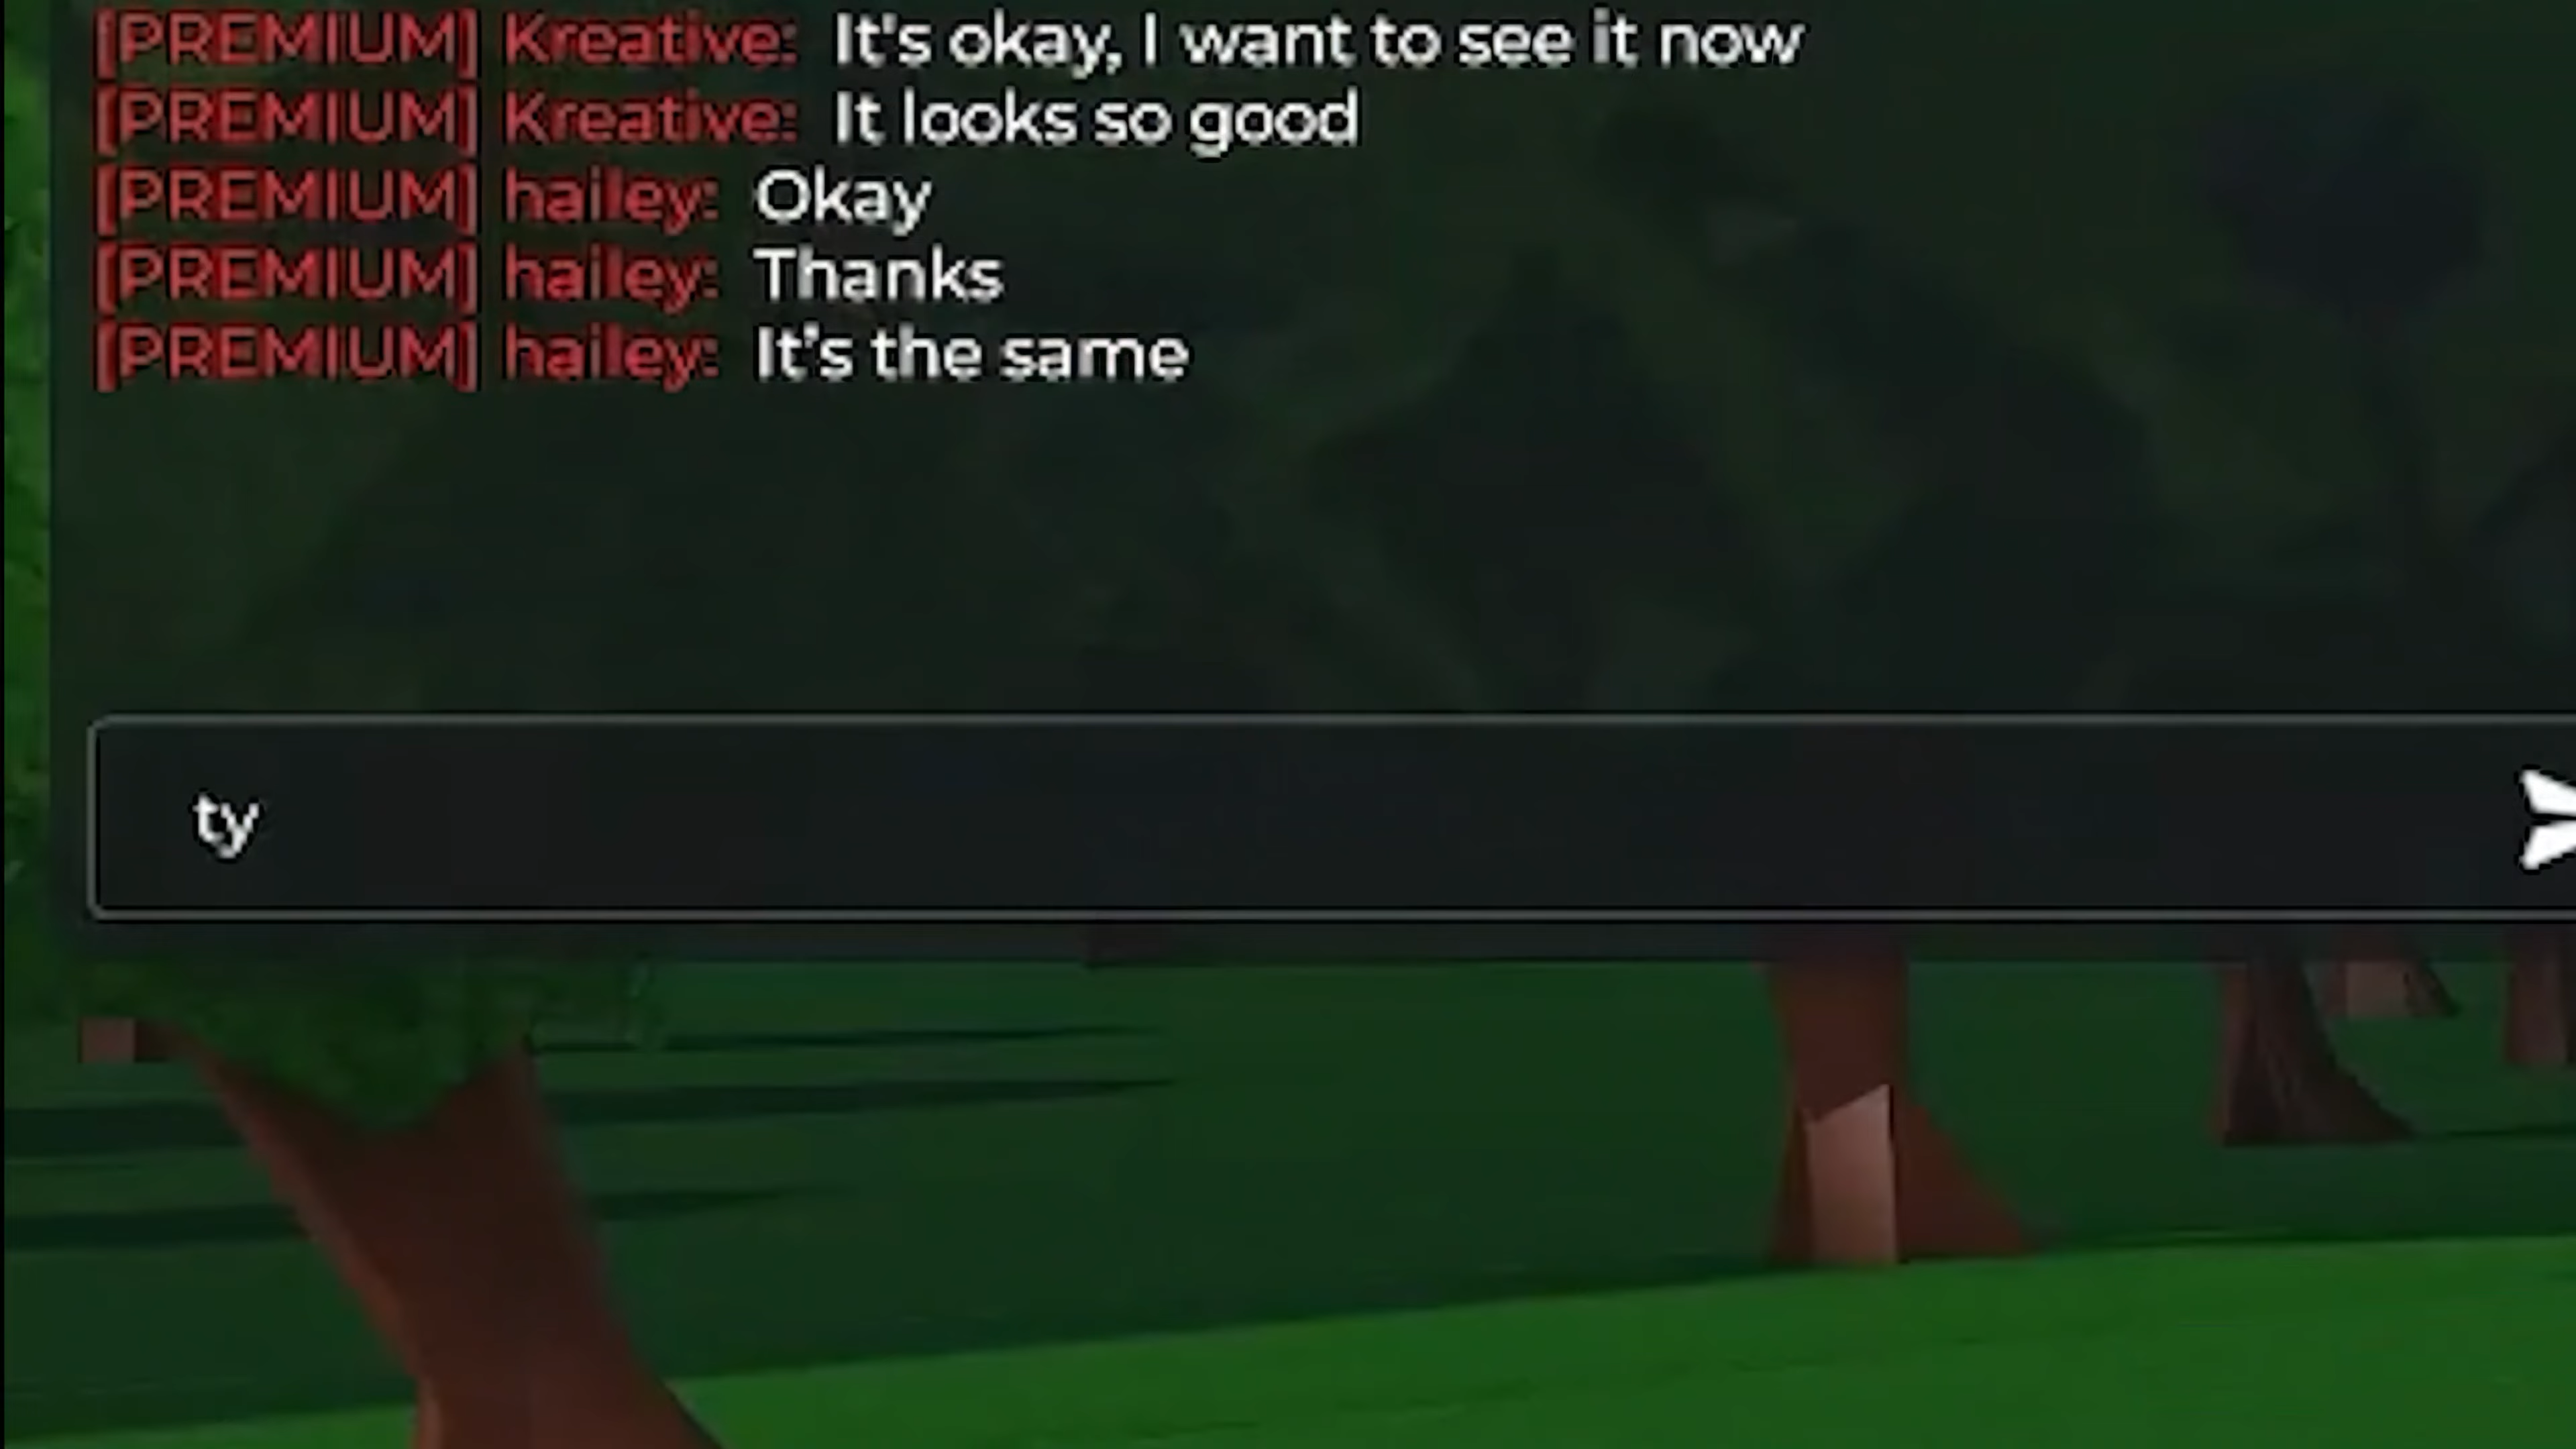 [PREMIUM] Kreative: It's okay, I want to see it now
[PREMIUM] Kreative: It looks so good
[PREMIUM] hailey: Okay
[PREMIUM] hailey: Thanks
[PREMIUM] hailey: It's the same
ty